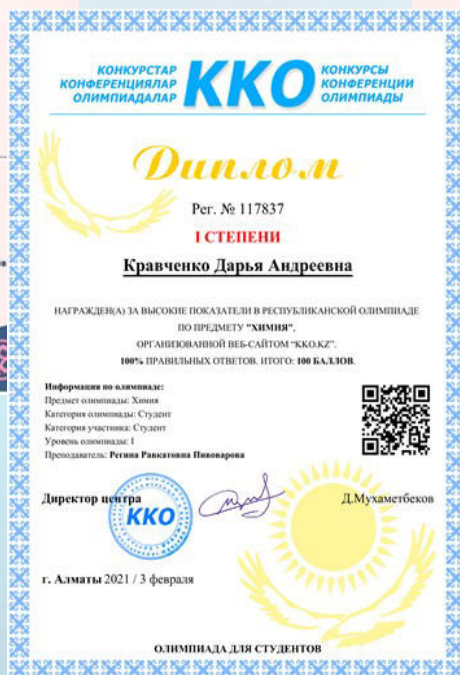 КОНКУРСТАР
КОНФЕРЕНЦИЯЛАР
ОЛИМПИАДАЛАР
ККО
КОНКУРСЫ
КОНФЕРЕНЦИИ
ОЛИМПИАДЫ
Диплом
Рег. № 117837
I СТЕПЕНИ
Кравченко Дарья Андреевна
НАГРАЖДЕН(А) ЗА ВЫСОКИЕ ПОКАЗАТЕЛИ В РЕСПУБЛИКАНСКОЙ ОЛИМПИАДЕ
ПО ПРЕДМЕТУ "ХИМИЯ",
ОРГАНИЗОВАННОЙ ВЕБ-САЙТОМ "KKO.KZ".
100% ПРАВИЛЬНЫХ ОТВЕТОВ. ИТОГО: 100 БАЛЛОВ.
Информация по олимпиаде:
Предмет олимпиады: Химия
Категория олимпиады: Студент
Категория участника: Студент
Уровень олимпиады: 1
Преподаватель: Регина Равкатовна Пивоварова
Директор центра
ККО
Д.Мухаметбеков
г. Алматы 2021 / 3 февраля
ОЛИМПИАДА ДЛЯ СТУДЕНТОВ